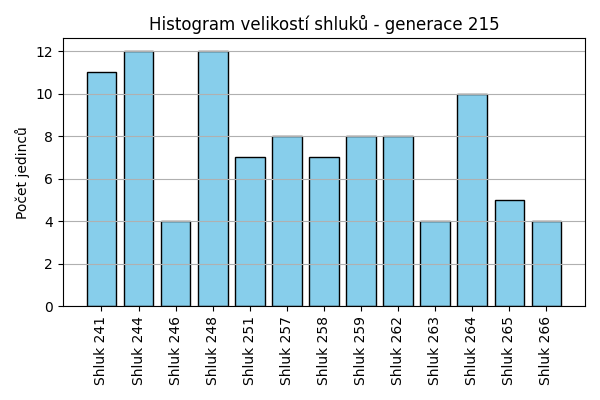 Histogram velikostí shluků - generace 215
Počet jedinců
12
10
8
6
4
2
0
Shluk 241
Shluk 244
Shluk 246
Shluk 248
Shluk 251
Shluk 257
Shluk 258
Shluk 259
Shluk 262
Shluk 263
Shluk 264
Shluk 265
Shluk 266